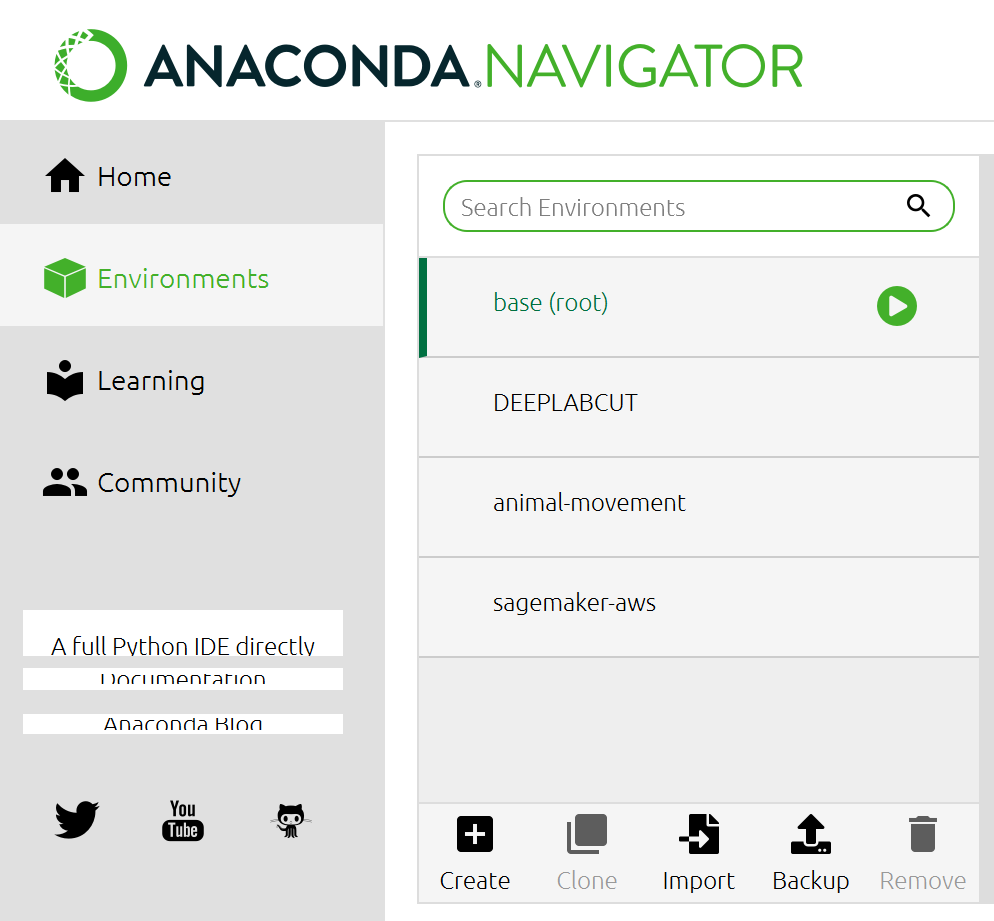 ANACONDA.NAVIGATOR
Home
Environments
Learning
Community
A full Python IDE directly
Documentation
Anaconda Blog
You
Tube
Search Environments
base (root)
DEEPLABCUT
animal-movement
sagemaker-aws
Create
Clone
Import
Backup
Remove